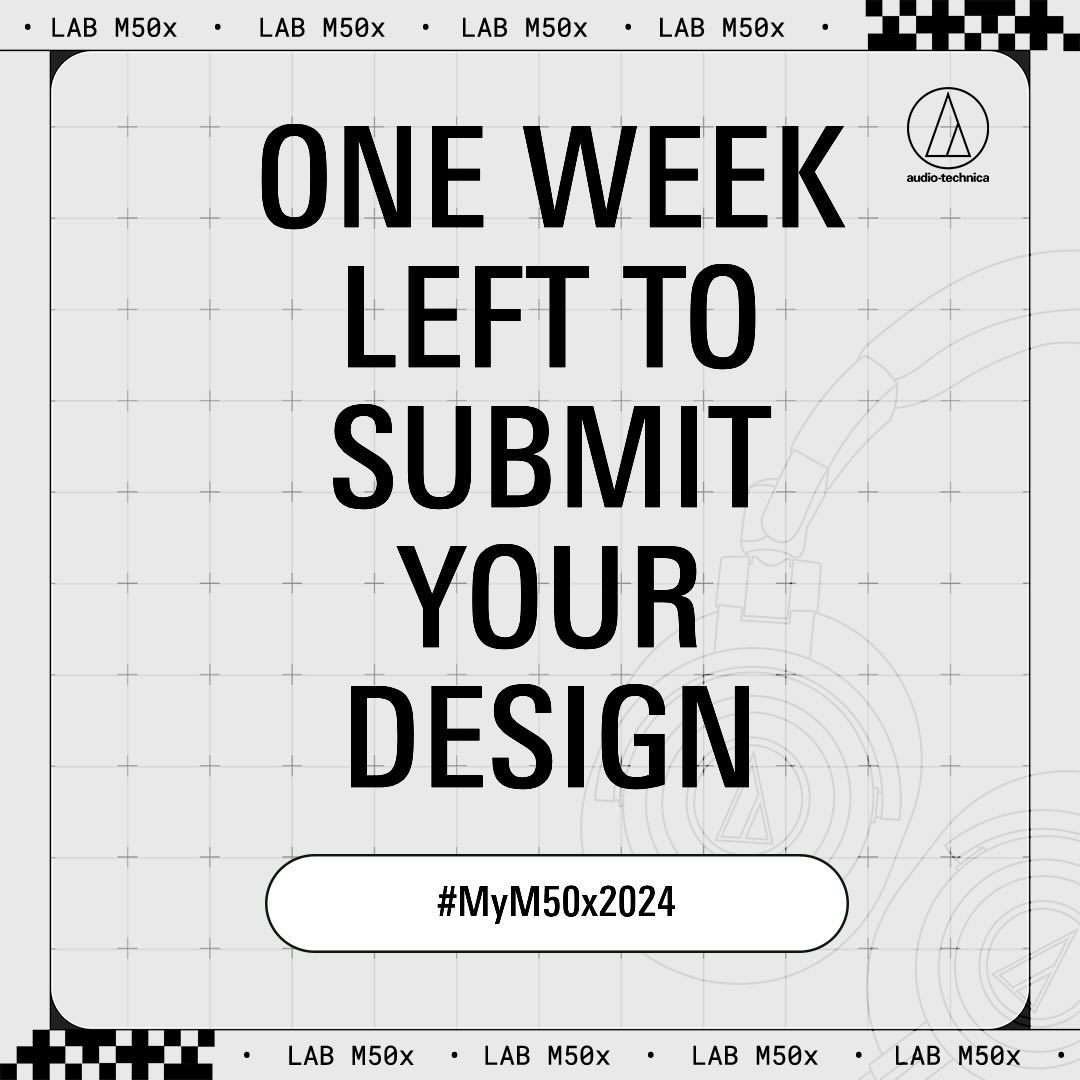 • LAB M50x • LAB M50x • LAB M50x • LAB M50x •
audio-technica
ONE WEEK
LEFT TO
SUBMIT
YOUR
DESIGN
#MyM50x2024
• LAB M50x • LAB M50x • LAB M50x • LAB M50x •